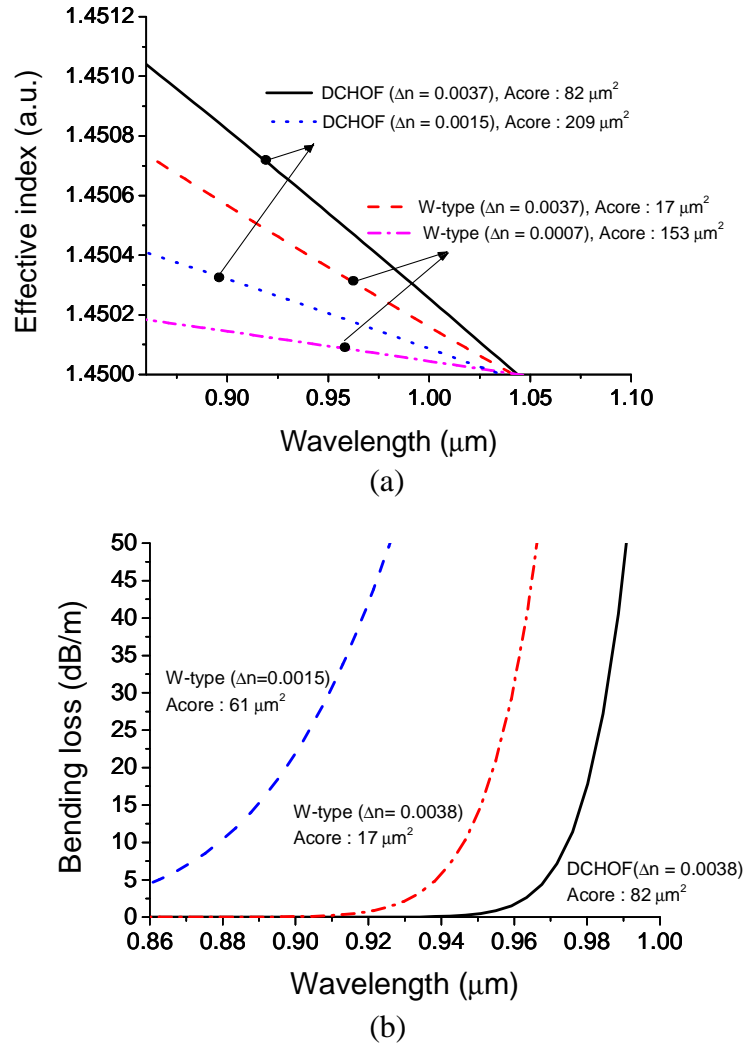 1.4512
1.4510
1.4508
1.4506
1.4504
1.4502
1.4500
Effective index (a.u.)
DCHOF (Δn = 0.0037), Acore : 82 μm²
DCHOF (Δn = 0.0015), Acore : 209 μm²
W-type (Δn = 0.0037), Acore : 17 μm²
W-type (Δn = 0.0007), Acore : 153 μm²
0.90 0.95 1.00 1.05 1.10
Wavelength (μm)
(a)
50
45
40
35
30
25
20
15
10
5
0
Bending loss (dB/m)
W-type (Δn=0.0015)
Acore : 61 μm²
W-type (Δn= 0.0038)
Acore : 17 μm²
DCHOF(Δn = 0.0038)
Acore : 82 μm²
0.86 0.88 0.90 0.92 0.94 0.96 0.98 1.00
Wavelength (μm)
(b)